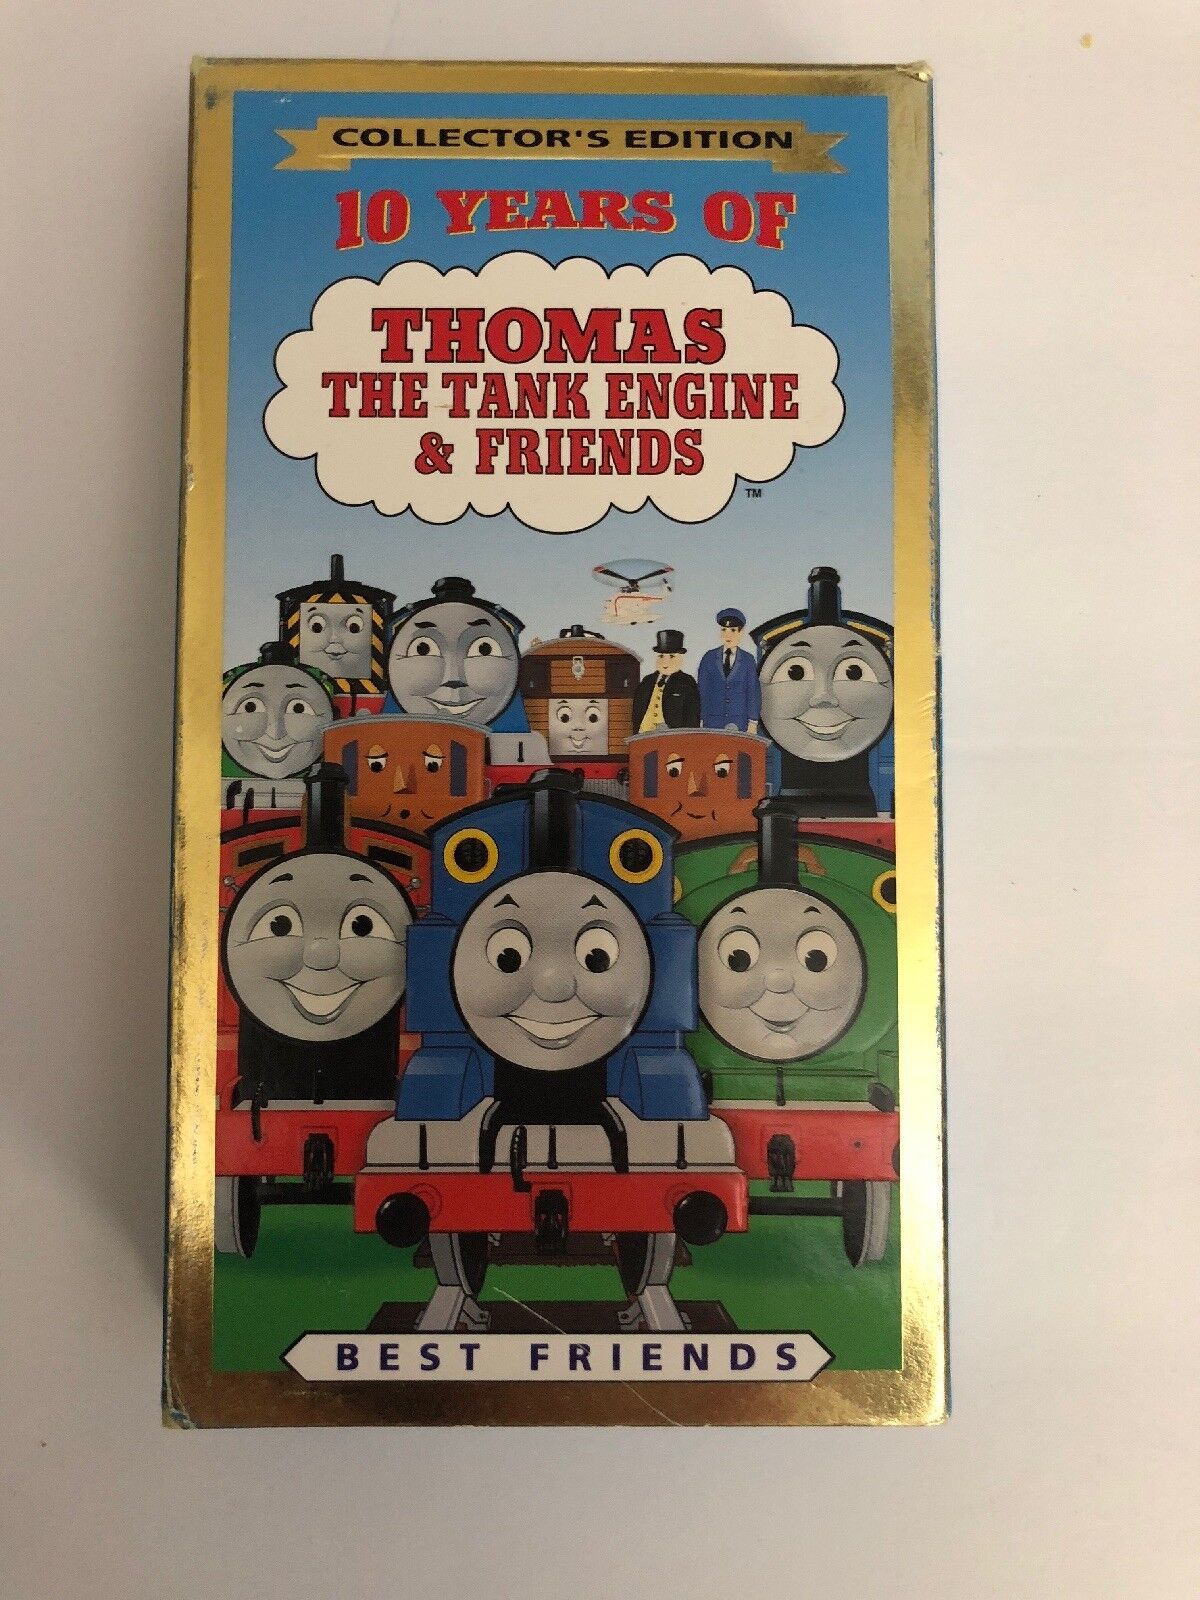 COLLECTOR'S EDITION
10 YEARS OF
THOMAS
THE TANK ENGINE
& FRIENDS
TM
BEST FRIENDS